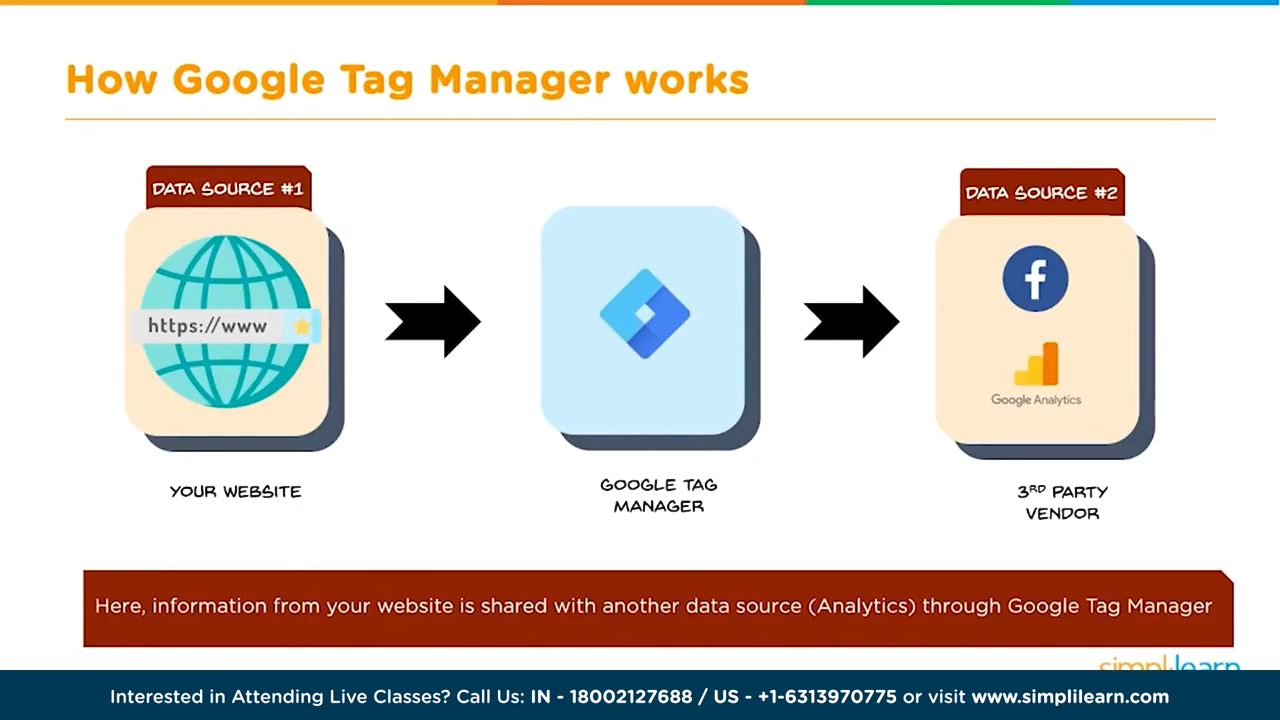 How Google Tag Manager works
DATA SOURCE #1
DATA SOURCE #2
https://www
Google Analytics
YOUR WEBSITE
GOOGLE TAG
MANAGER
3RD PARTY
VENDOR
Here, information from your website is shared with another data source (Analytics) through Google Tag Manager
simplilearn
Interested in Attending Live Classes? Call Us: IN - 18002127688 / US - +1-6313970775 or visit www.simplilearn.com